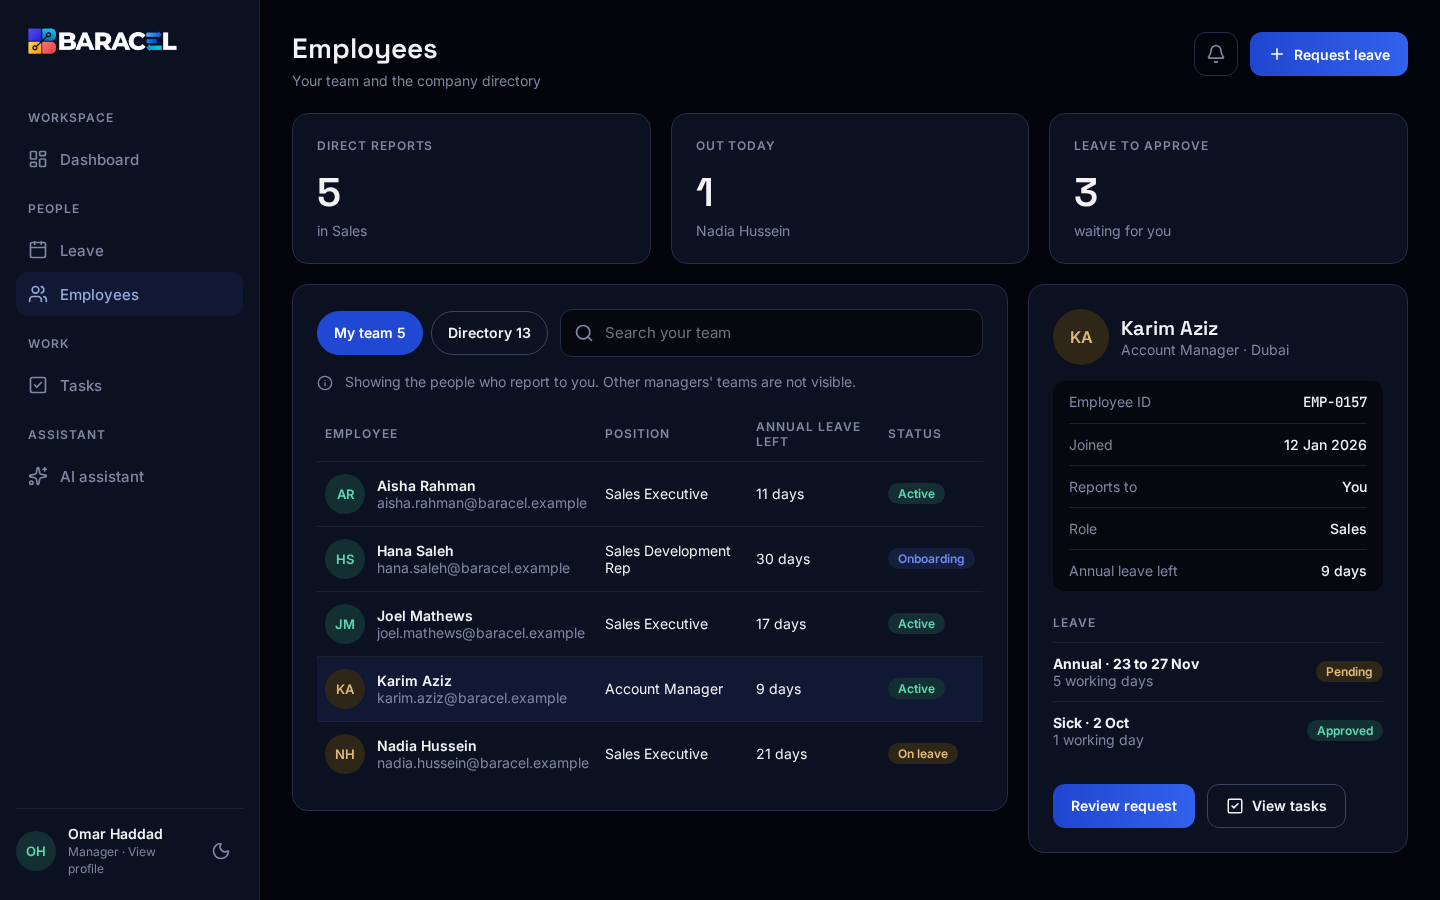 BARACEL
WORKSPACE
Dashboard
PEOPLE
Leave
Employees
WORK
Tasks
ASSISTANT
AI assistant
OH
Omar Haddad
Manager · View
profile
Employees
Your team and the company directory
Request leave
DIRECT REPORTS
5
in Sales
OUT TODAY
1
Nadia Hussein
LEAVE TO APPROVE
3
waiting for you
My team 5
Directory 13
Search your team
Showing the people who report to you. Other managers' teams are not visible.
EMPLOYEE
POSITION
ANNUAL LEAVE
LEFT
STATUS
AR
Aisha Rahman
aisha.rahman@baracel.example
Sales Executive
11 days
Active
HS
Hana Saleh
hana.saleh@baracel.example
Sales Development
Rep
30 days
Onboarding
JM
Joel Mathews
joel.mathews@baracel.example
Sales Executive
17 days
Active
KA
Karim Aziz
karim.aziz@baracel.example
Account Manager
9 days
Active
NH
Nadia Hussein
nadia.hussein@baracel.example
Sales Executive
21 days
On leave
KA
Karim Aziz
Account Manager · Dubai
Employee ID EMP-0157
Joined 12 Jan 2026
Reports to You
Role Sales
Annual leave left 9 days
LEAVE
Annual · 23 to 27 Nov
5 working days
Pending
Sick · 2 Oct
1 working day
Approved
Review request
View tasks